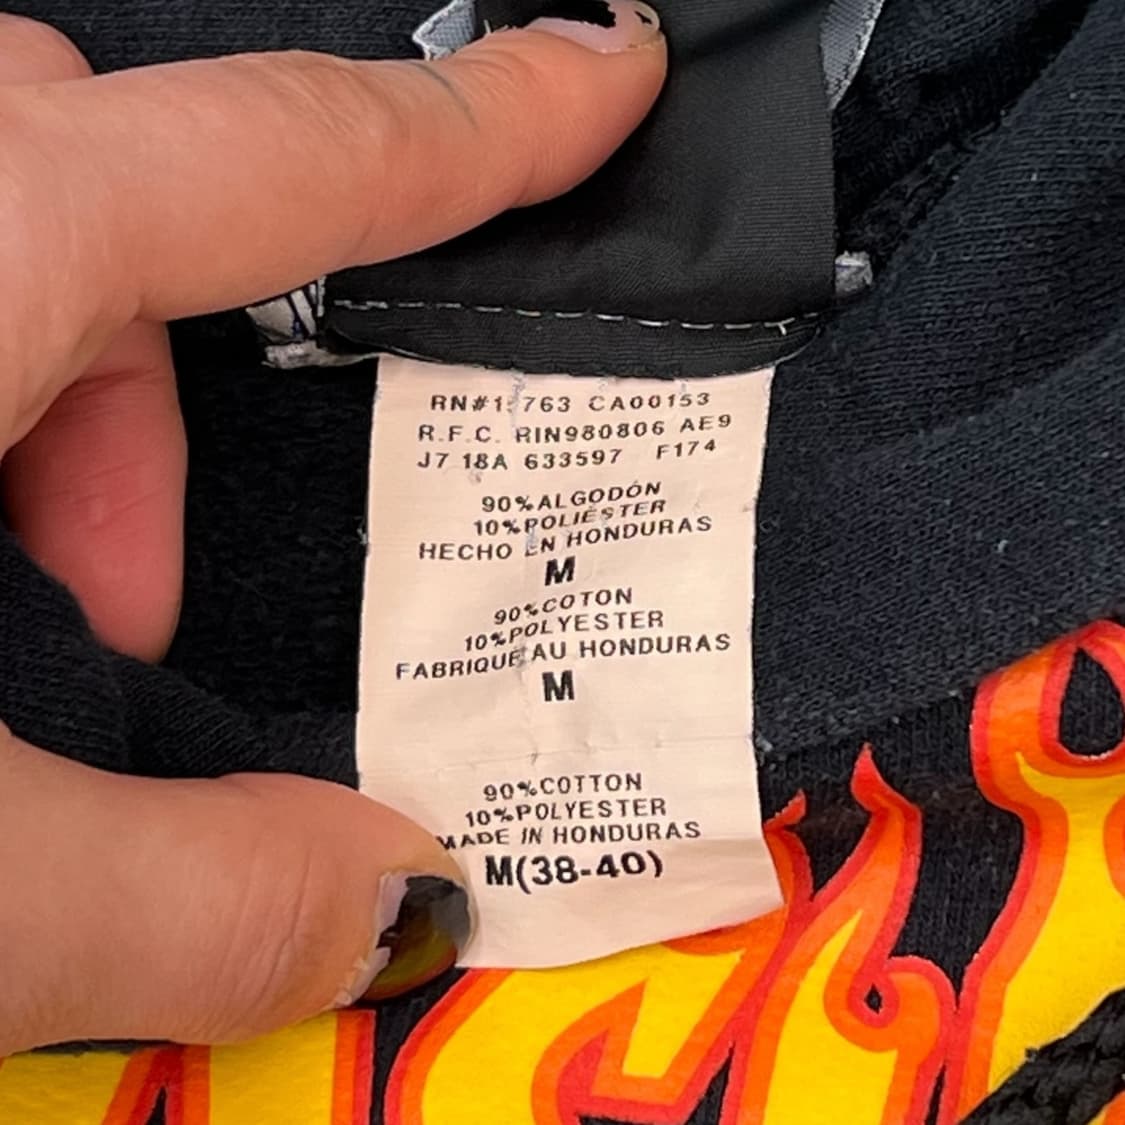 CA00153
R.F.C. RIN980806 AE9
J7 18A 633597 F174
90%ALGODÓN
10%POLIÉSTER
HECHO EN HONDURAS
M
90%COTON
10%POLYESTER
FABRIQUE AU HONDURAS
M
90%COTTON
10%POLYESTER
MADE IN HONDURAS
M(38-40)